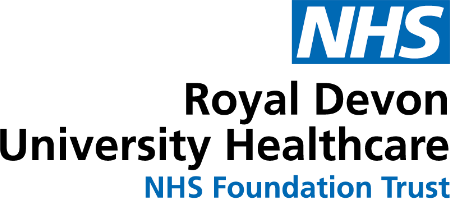 NHS
Royal Devon
University Healthcare
NHS Foundation Trust